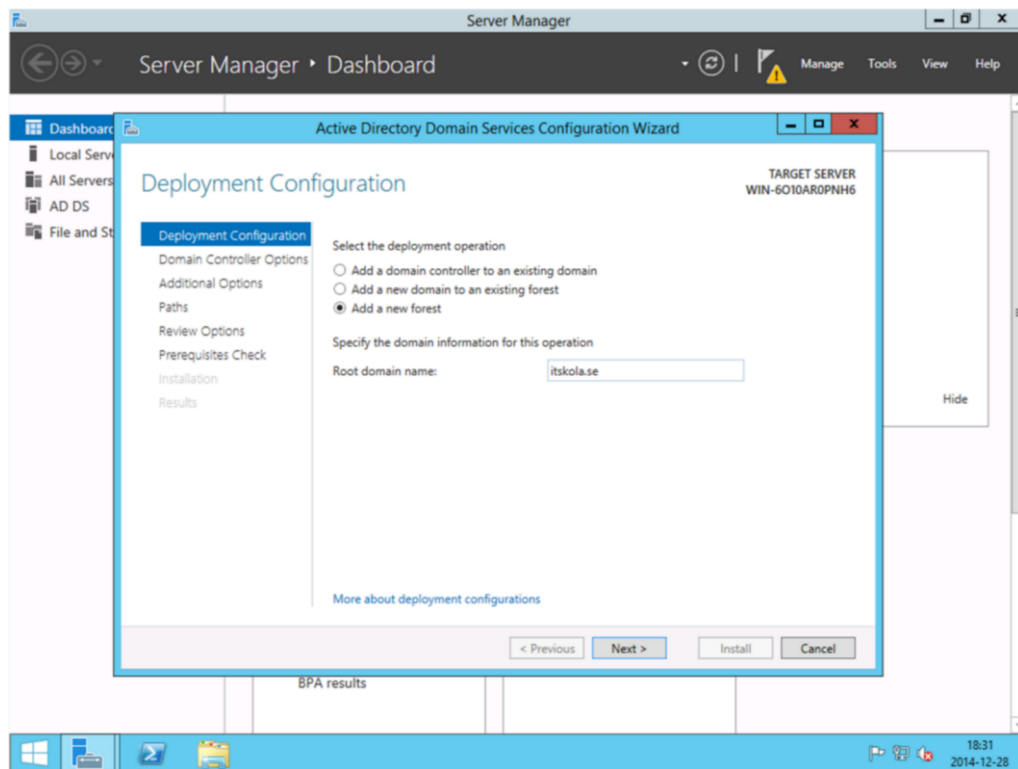 Server Manager
Server Manager ‣ Dashboard
Manage Tools View Help
Dashboard
Local Serv
All Servers
AD DS
File and St
Active Directory Domain Services Configuration Wizard
Deployment Configuration
TARGET SERVER
WIN-6O10AR0PNH6
Deployment Configuration
Domain Controller Options
Additional Options
Paths
Review Options
Prerequisites Check
Installation
Results
Select the deployment operation
Add a domain controller to an existing domain
Add a new domain to an existing forest
Add a new forest
Specify the domain information for this operation
Root domain name: itskola.se
More about deployment configurations
< Previous Next > Install Cancel
Hide
BPA results
18:31
2014-12-28